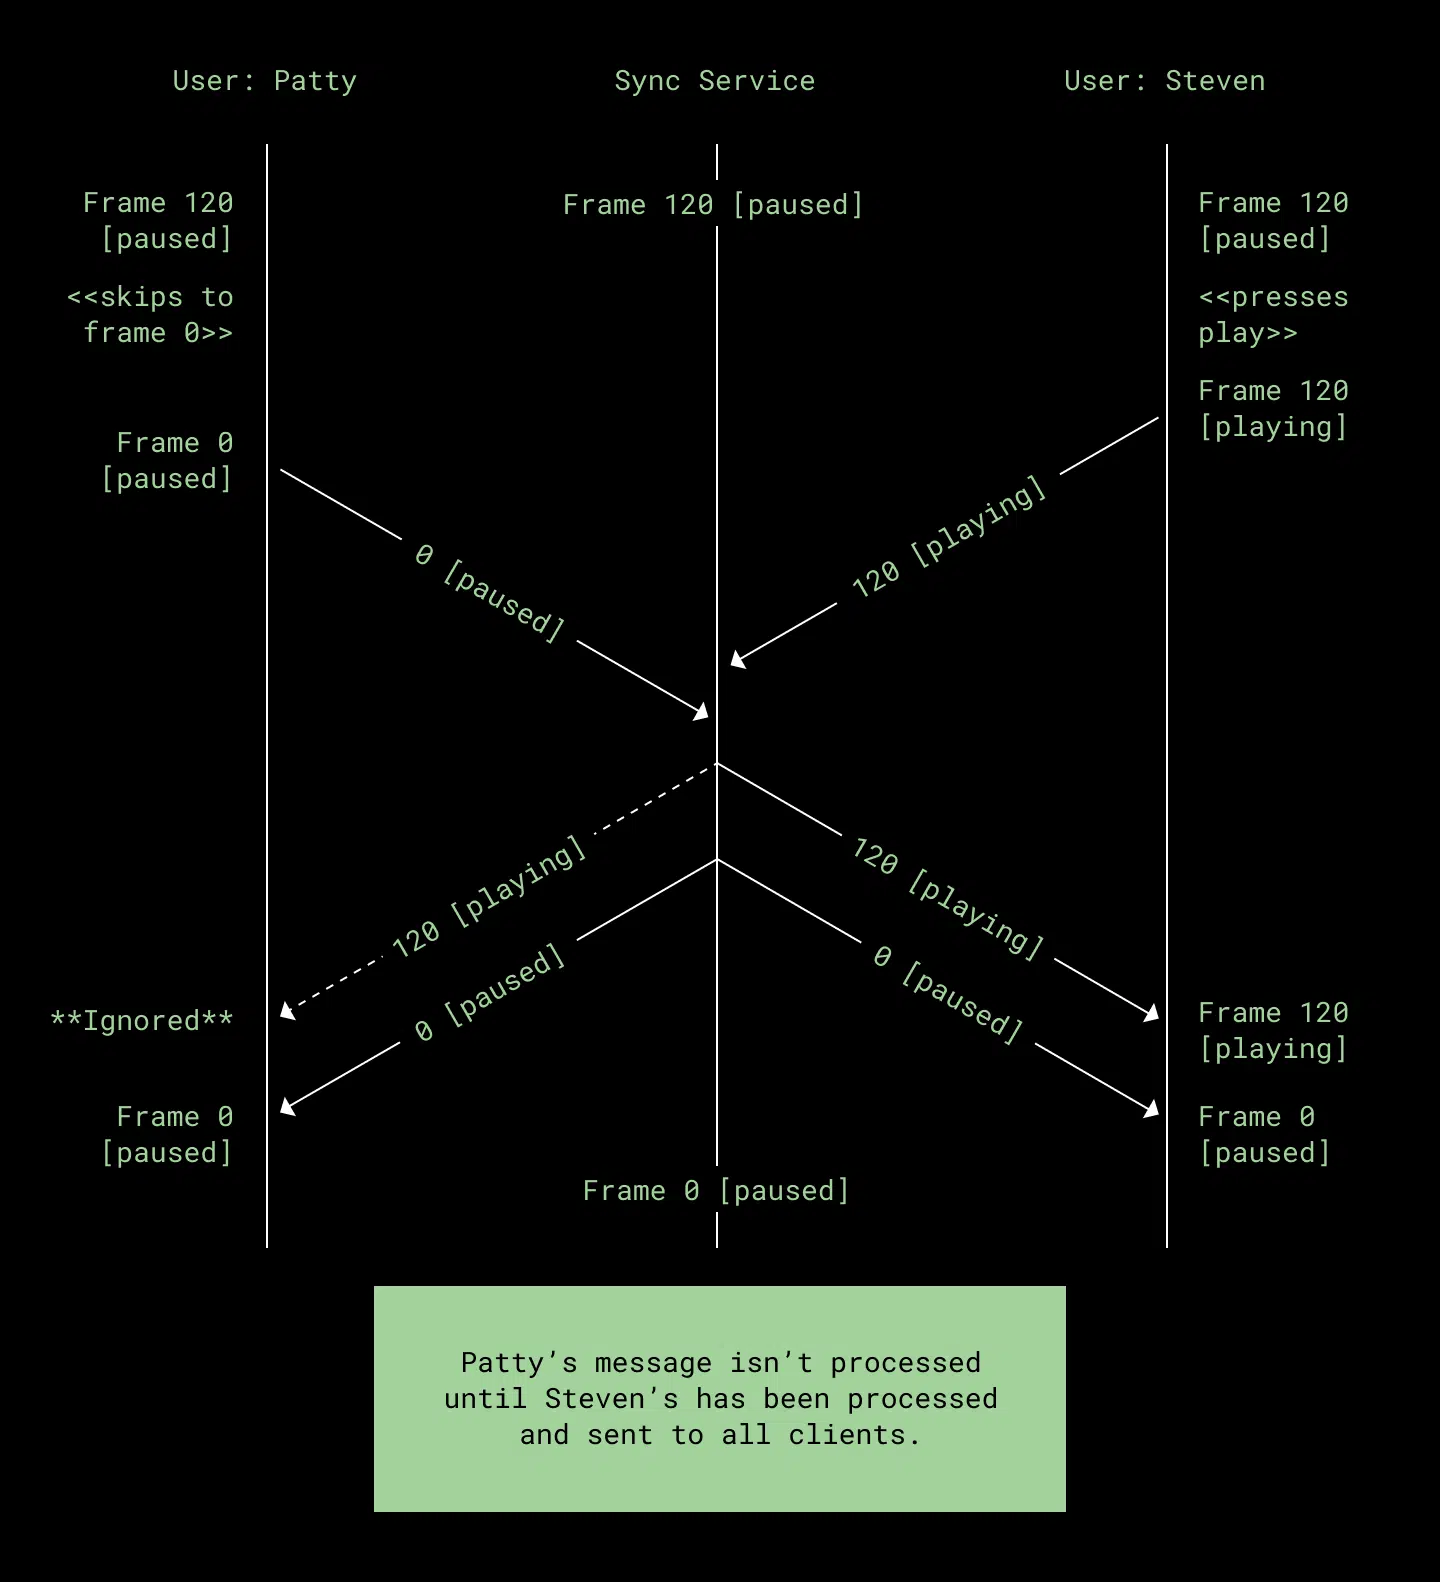 User: Patty
Sync Service
User: Steven
Frame 120
[paused]
Frame 120 [paused]
Frame 120
[paused]
<<skips to
frame 0>>
<<presses
play>>
Frame 120
[playing]
Frame 0
[paused]
0 [paused]
120 [playing]
120 [playing]
120 [playing]
0 [paused]
0 [paused]
**Ignored**
Frame 120
[playing]
Frame 0
[paused]
Frame 0
[paused]
Frame 0 [paused]
Patty’s message isn’t processed
until Steven’s has been processed
and sent to all clients.